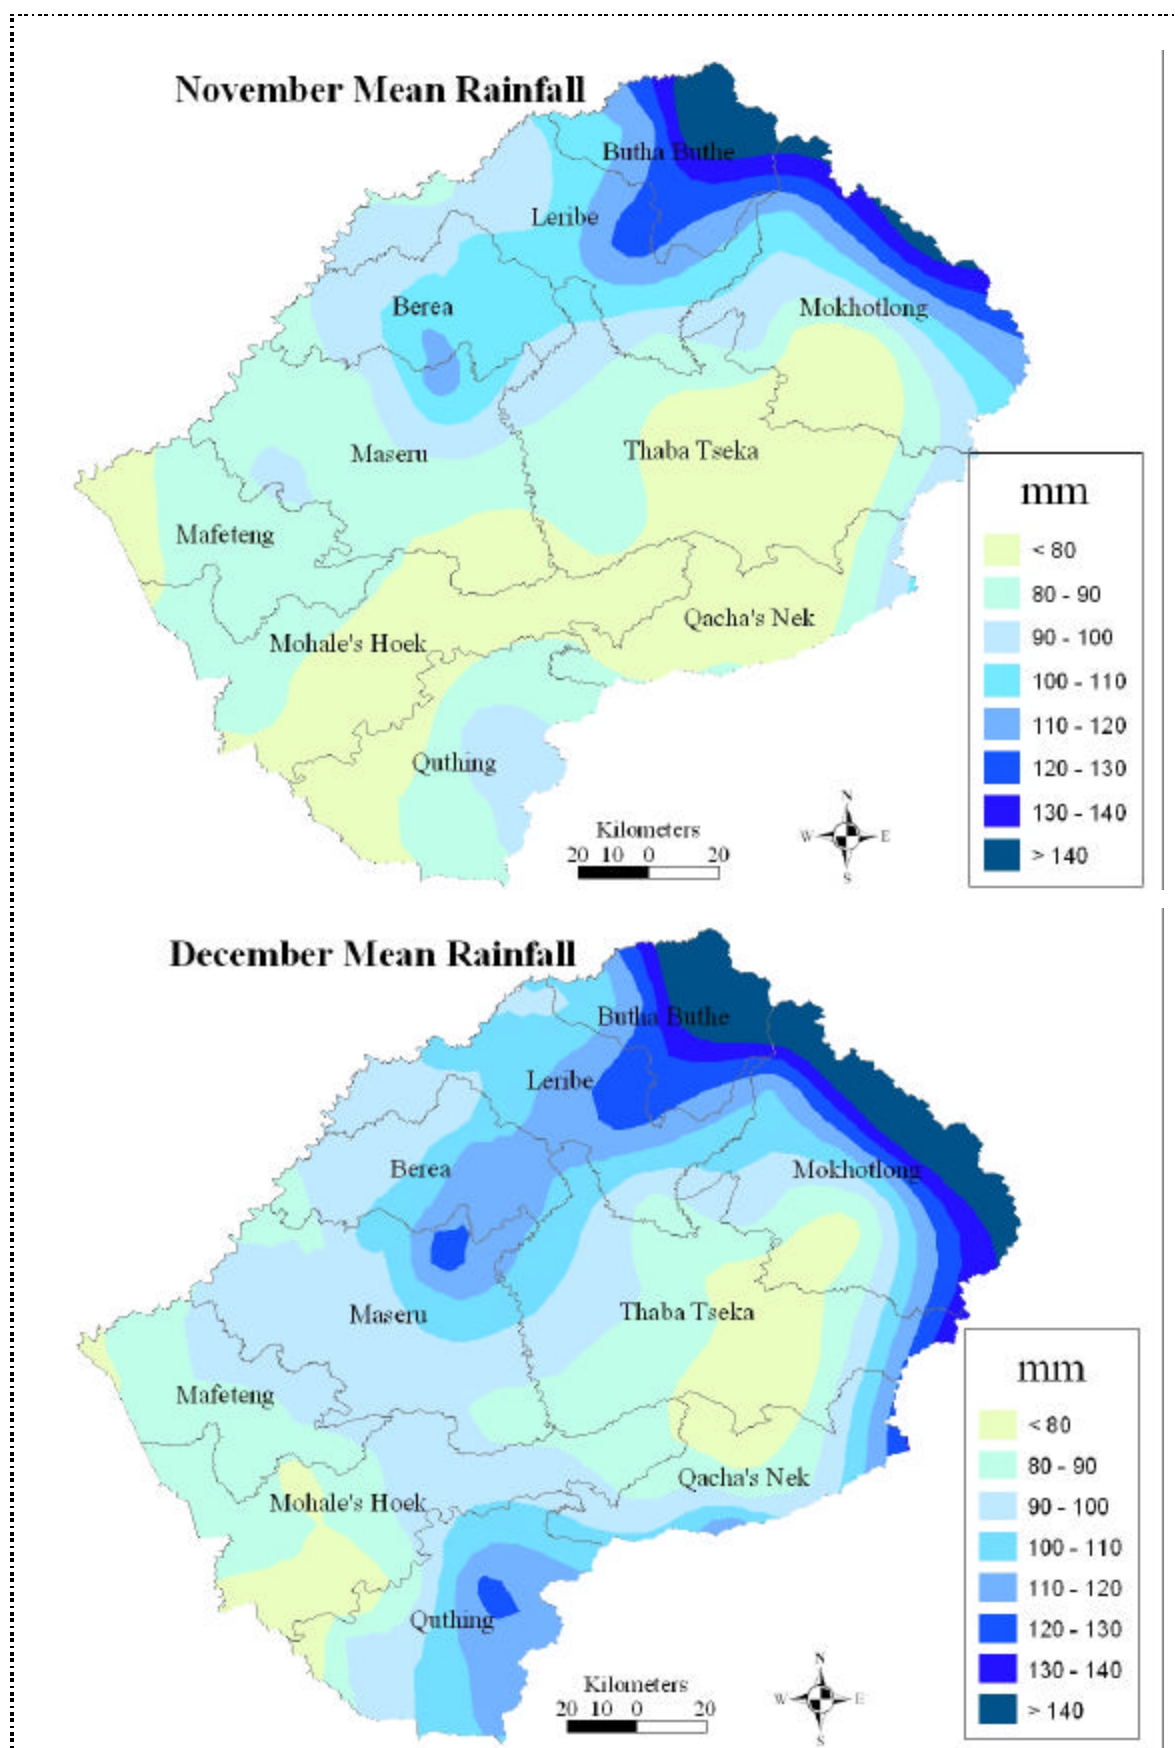 November Mean Rainfall
Butha Buthe
Leribe
Berea
Mokhotlong
Maseru
Thaba Tseka
Mafeteng
Mohale's Hoek
Qacha's Nek
Quthing
mm
< 80
80 - 90
90 - 100
100 - 110
110 - 120
120 - 130
130 - 140
> 140
N
W E
S
Kilometers
20 10 0 20
December Mean Rainfall
Butha Buthe
Leribe
Berea
Mokhotlong
Maseru
Thaba Tseka
Mafeteng
Mohale's Hoek
Qacha's Nek
Quthing
mm
< 80
80 - 90
90 - 100
100 - 110
110 - 120
120 - 130
130 - 140
> 140
N
W E
S
Kilometers
20 10 0 20